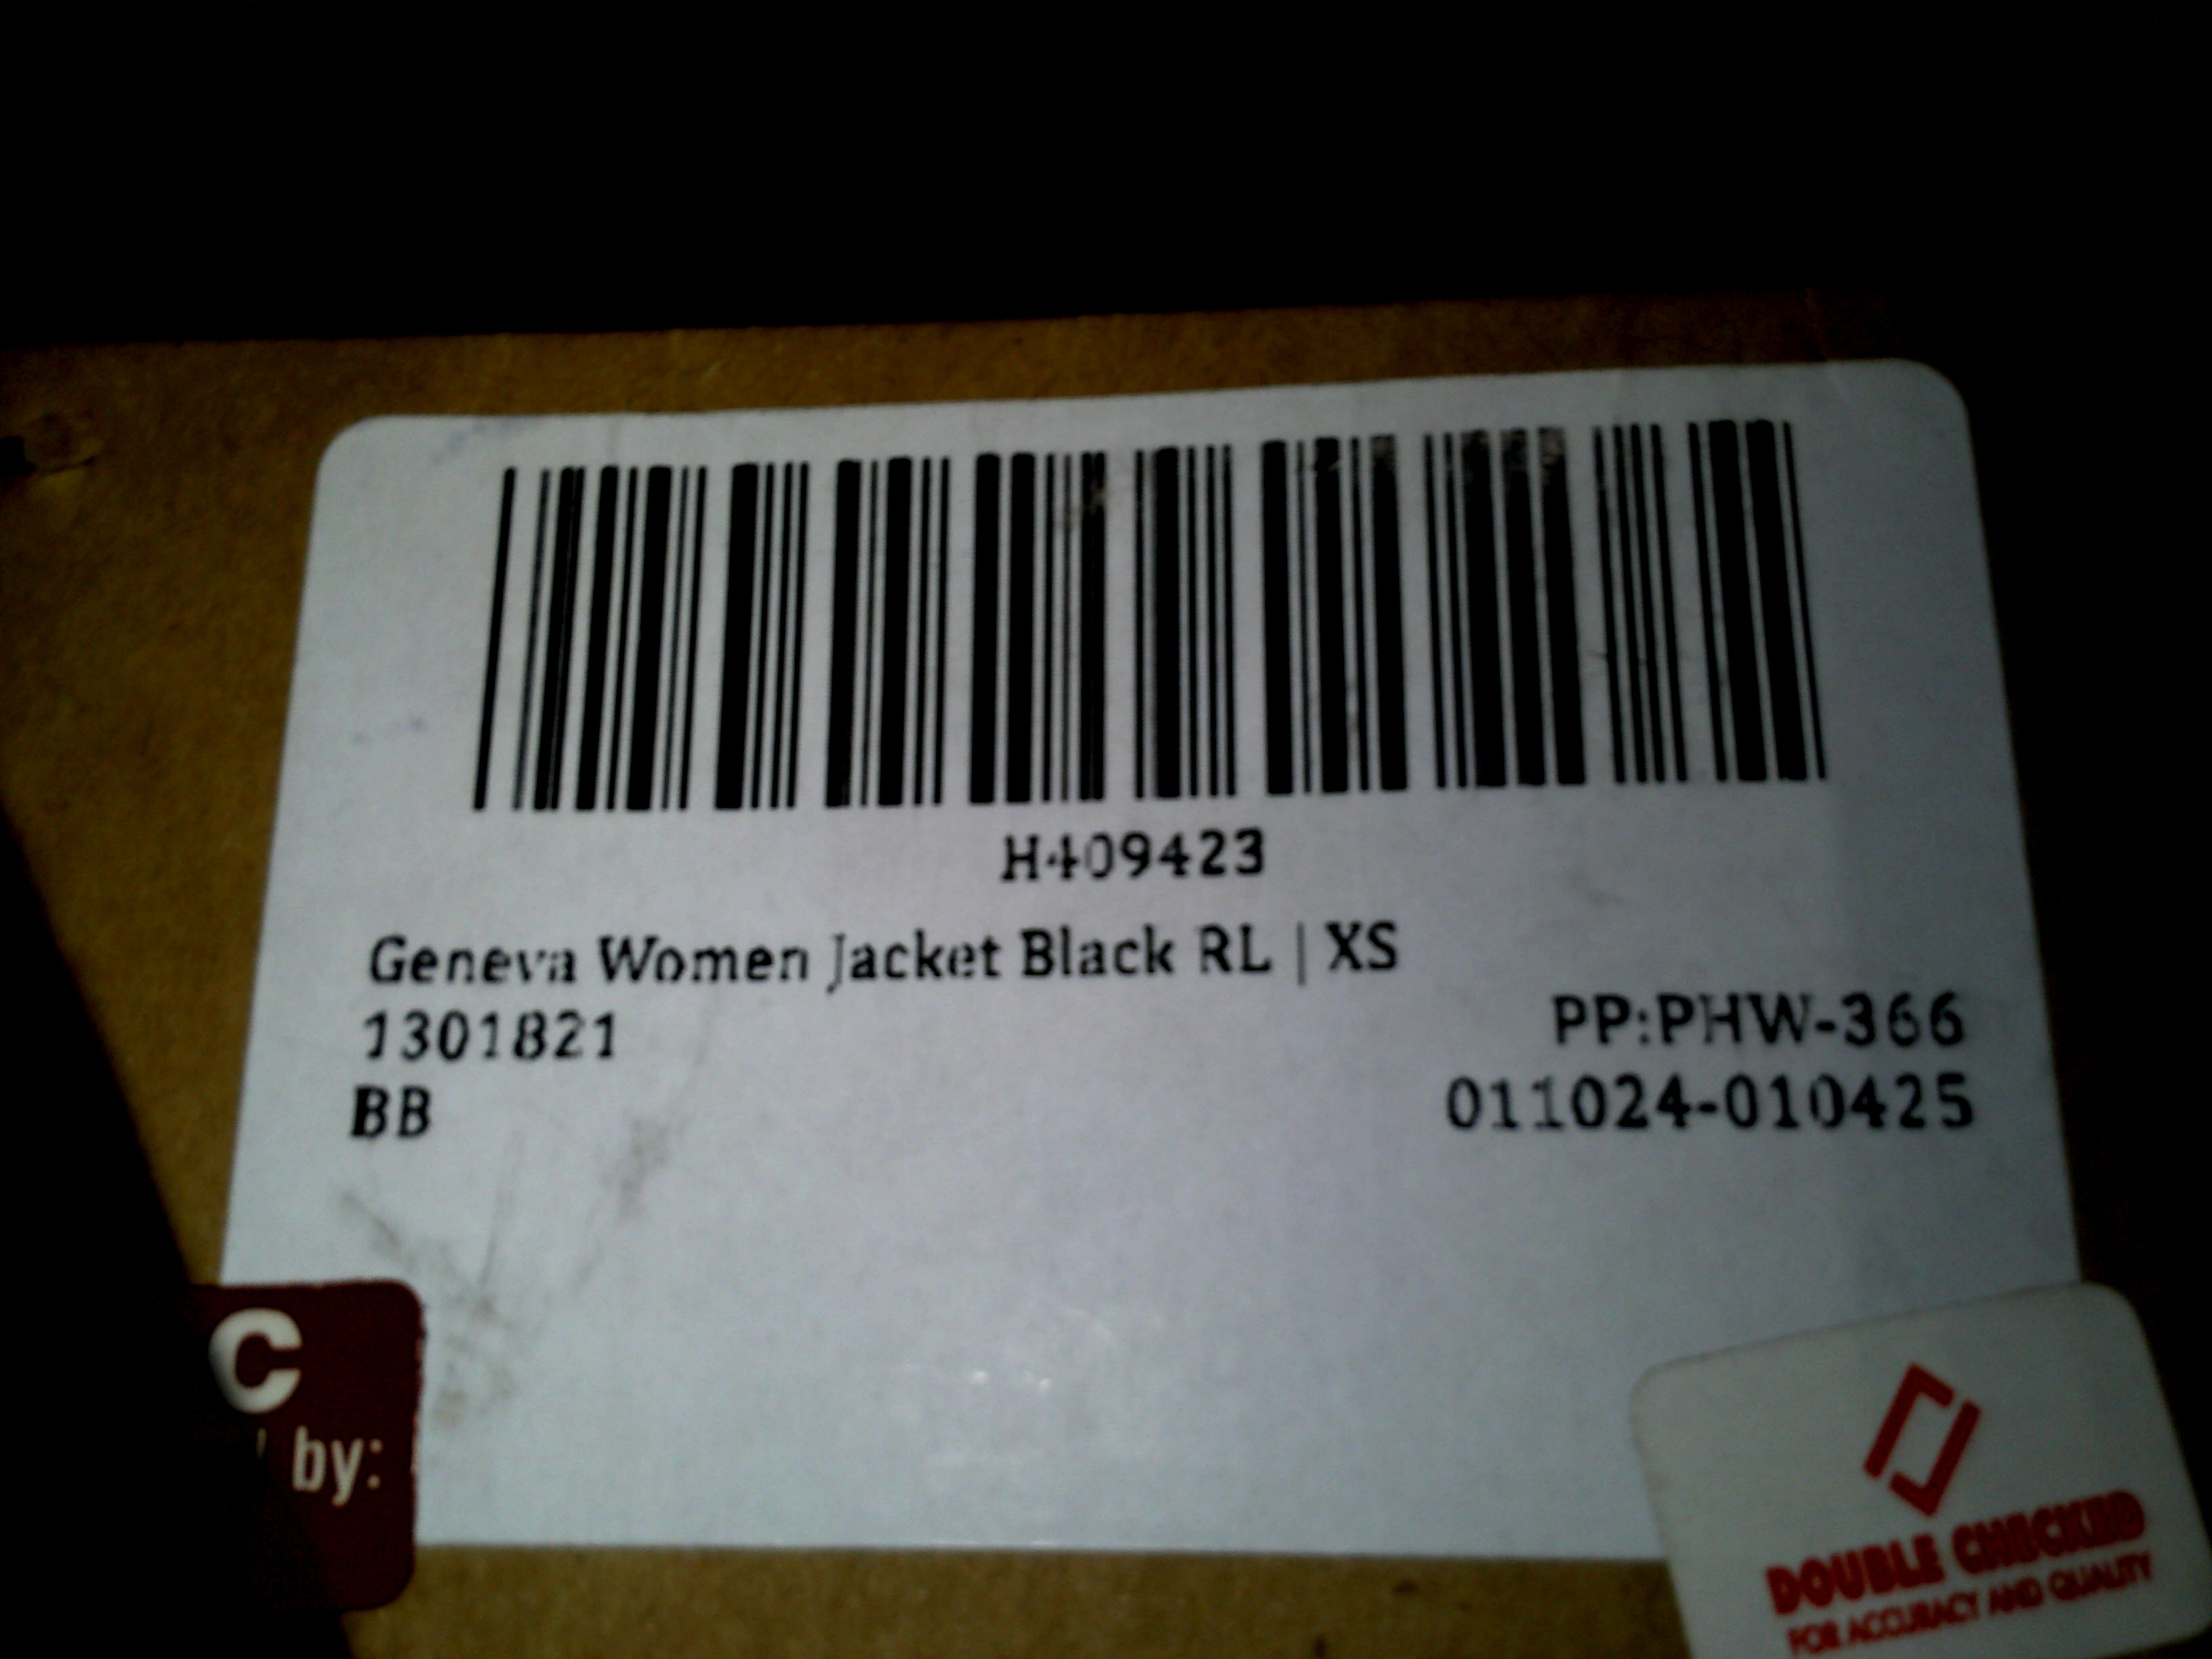 H409423
Geneva Women Jacket Black RL | XS
1301821
PP:PHW-366
BB
011024-010425
C
by:
DOUBLE CHECKED
FOR ACCURACY AND QUALITY